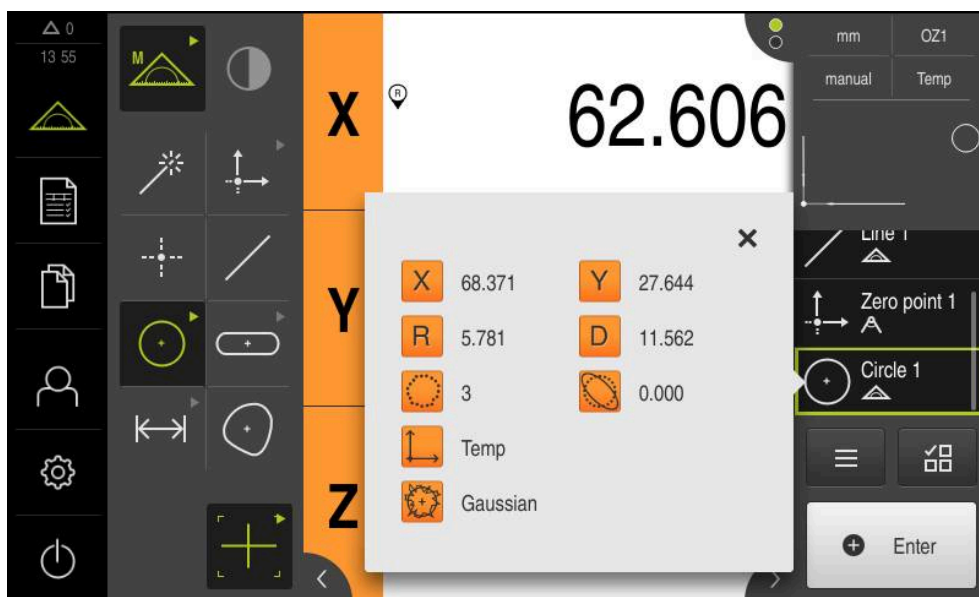 0
13 55
M
X
R
62.606
Y
Z
X 68.371 Y 27.644
R 5.781 D 11.562
3 0.000
Temp
Gaussian
mm OZ1
manual Temp
Line 1
Zero point 1
Circle 1
Enter